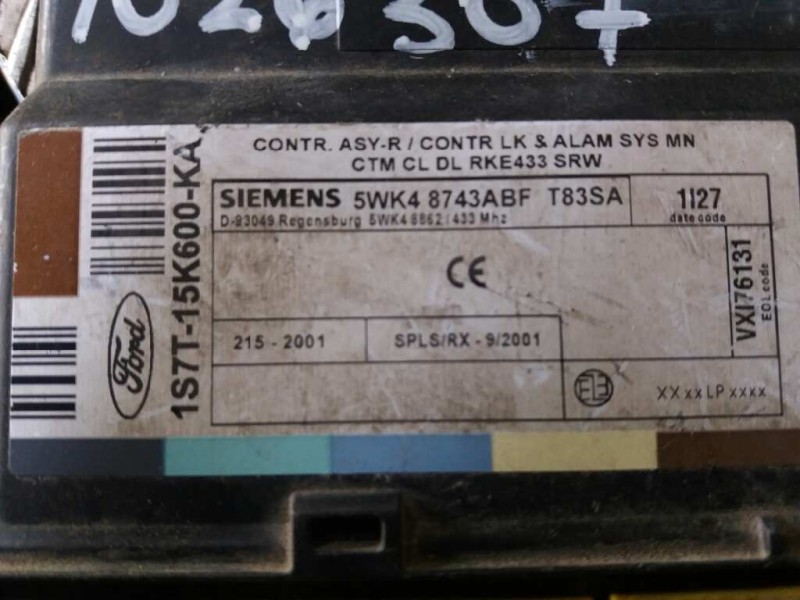 1026307
CONTR. ASY-R / CONTR LK & ALAM SYS MN
CTM CL DL RKE433 SRW
SIEMENS 5WK4 8743ABF T83SA
D-93049 Regensburg 5WK4 8862 / 433 Mhz
1I27
date code
CE
VXI76131
EOL code
215 - 2001
SPLS/RX - 9/2001
XX xx LP xxxx
Ford
1S7T-15K600-KA